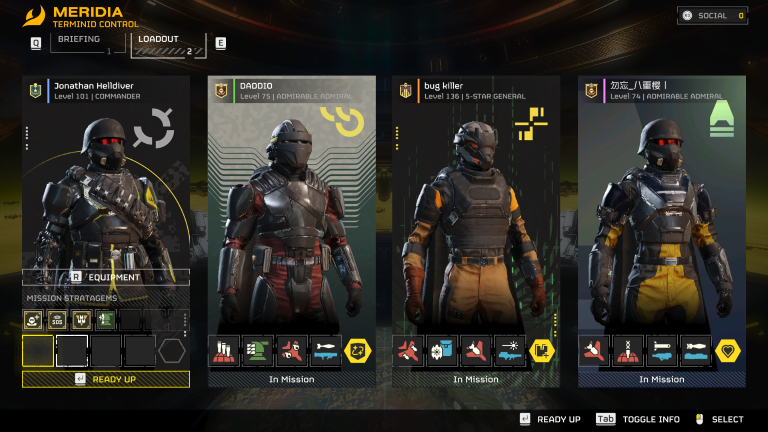 MERIDIA
TERMINID CONTROL
SOCIAL 0
Q BRIEFING 1 LOADOUT 2 E
Jonathan Helldiver
Level 101 | COMMANDER
DADDIO
Level 75 | ADMIRABLE ADMIRAL
bug killer
Level 136 | 5-STAR GENERAL
勿忘_八重樱丨
Level 74 | ADMIRABLE ADMIRAL
R EQUIPMENT
MISSION STRATAGEMS
SOS
READY UP
In Mission
In Mission
In Mission
READY UP Tab TOGGLE INFO SELECT